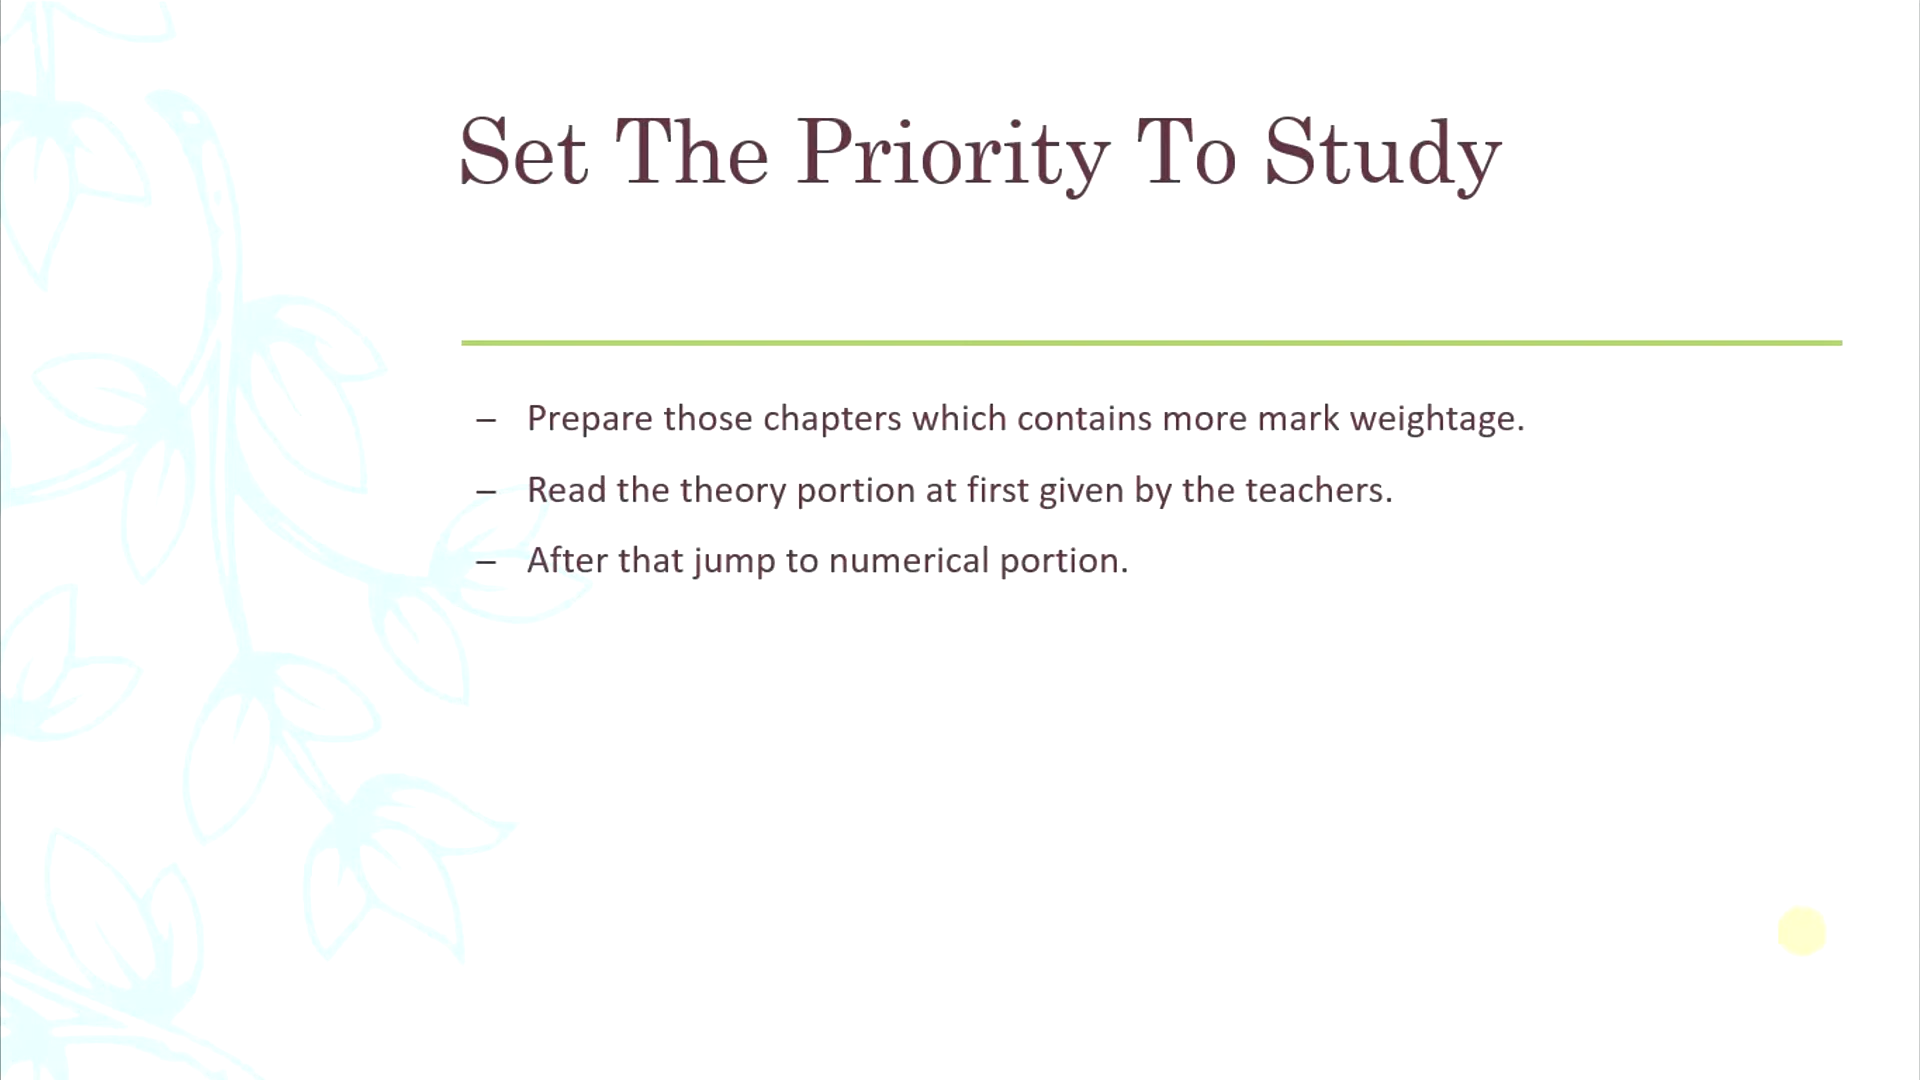 Set The Priority To Study
– Prepare those chapters which contains more mark weightage.
– Read the theory portion at first given by the teachers.
– After that jump to numerical portion.